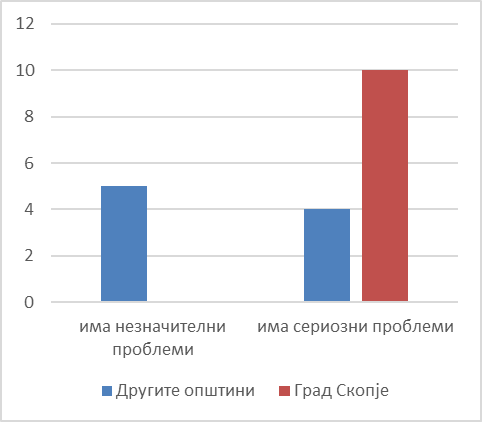 12
10
8
6
4
2
0
има незначителни
проблеми
има сериозни проблеми
Другите општини
Град Скопје